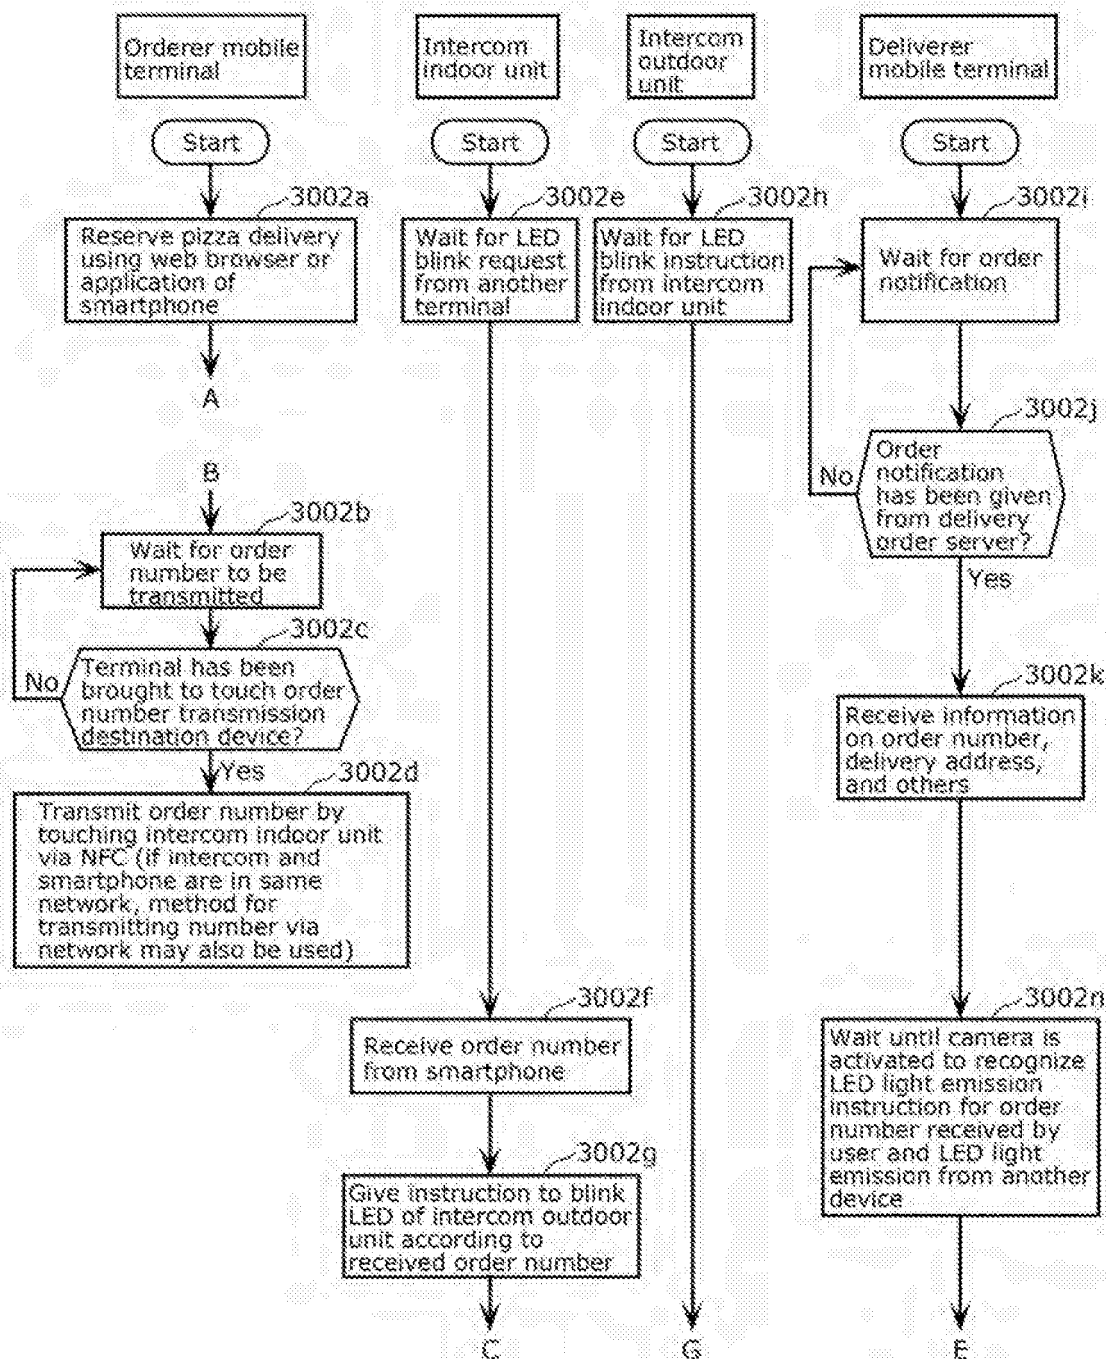 Orderer mobile
terminal
Start
3002a
Reserve pizza delivery
using web browser or
application of
smartphone
A
B
3002b
Wait for order
number to be
transmitted
3002c
Terminal has been
brought to touch order
number transmission
destination device?
No
Yes
3002d
Transmit order number by
touching intercom indoor unit
via NFC (if intercom and
smartphone are in same
network, method for
transmitting number via
network may also be used)
Intercom
indoor unit
Start
3002e
Wait for LED
blink request
from another
terminal
3002f
Receive order number
from smartphone
3002g
Give instruction to blink
LED of intercom outdoor
unit according to
received order number
C
Intercom
outdoor
unit
Start
3002h
Wait for LED
blink instruction
from intercom
indoor unit
G
Deliverer
mobile terminal
Start
3002i
Wait for order
notification
3002j
Order
notification
has been given
from delivery
order server?
No
Yes
3002k
Receive information
on order number,
delivery address,
and others
3002n
Wait until camera is
activated to recognize
LED light emission
instruction for order
number received by
user and LED light
emission from another
device
E